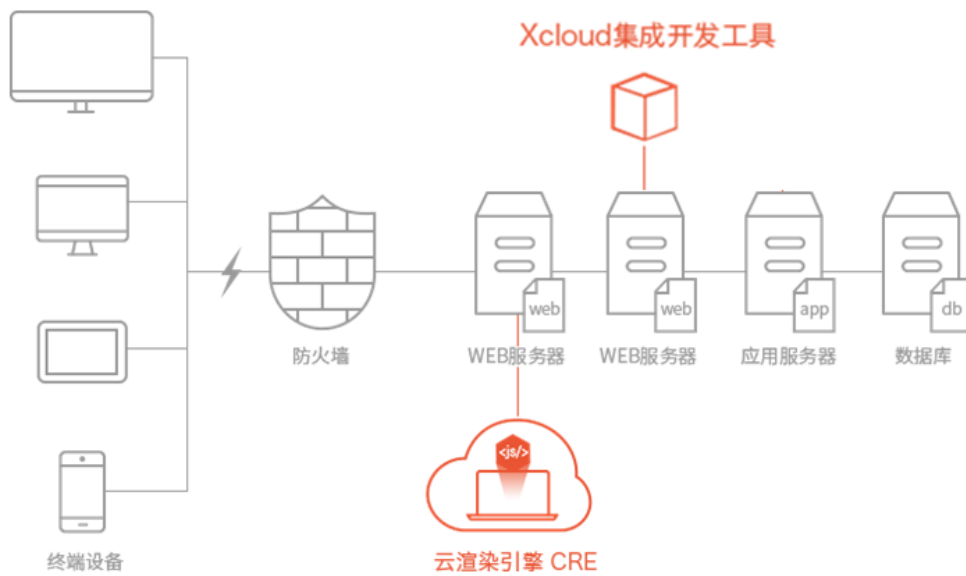 Xcloud集成开发工具
web
web
app
db
防火墙
WEB服务器
WEB服务器
应用服务器
数据库
<js/>
终端设备
云渲染引擎 CRE